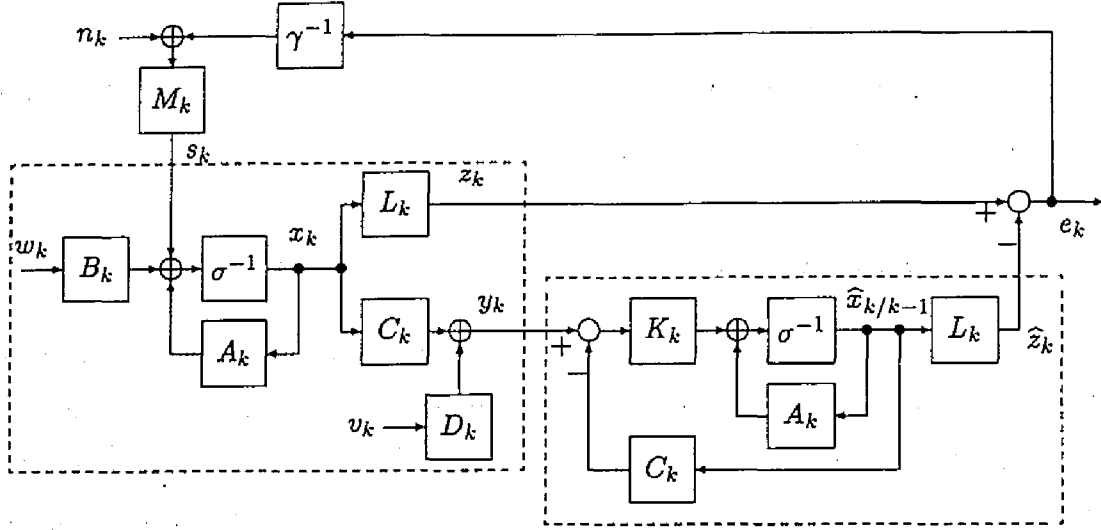 n_k
γ⁻¹
M_k
s_k
z_k
L_k
+
e_k
−
w_k
B_k
σ⁻¹
x_k
A_k
C_k
y_k
v_k
D_k
+
−
K_k
σ⁻¹
x̂_{k/k−1}
L_k
ẑ_k
A_k
C_k